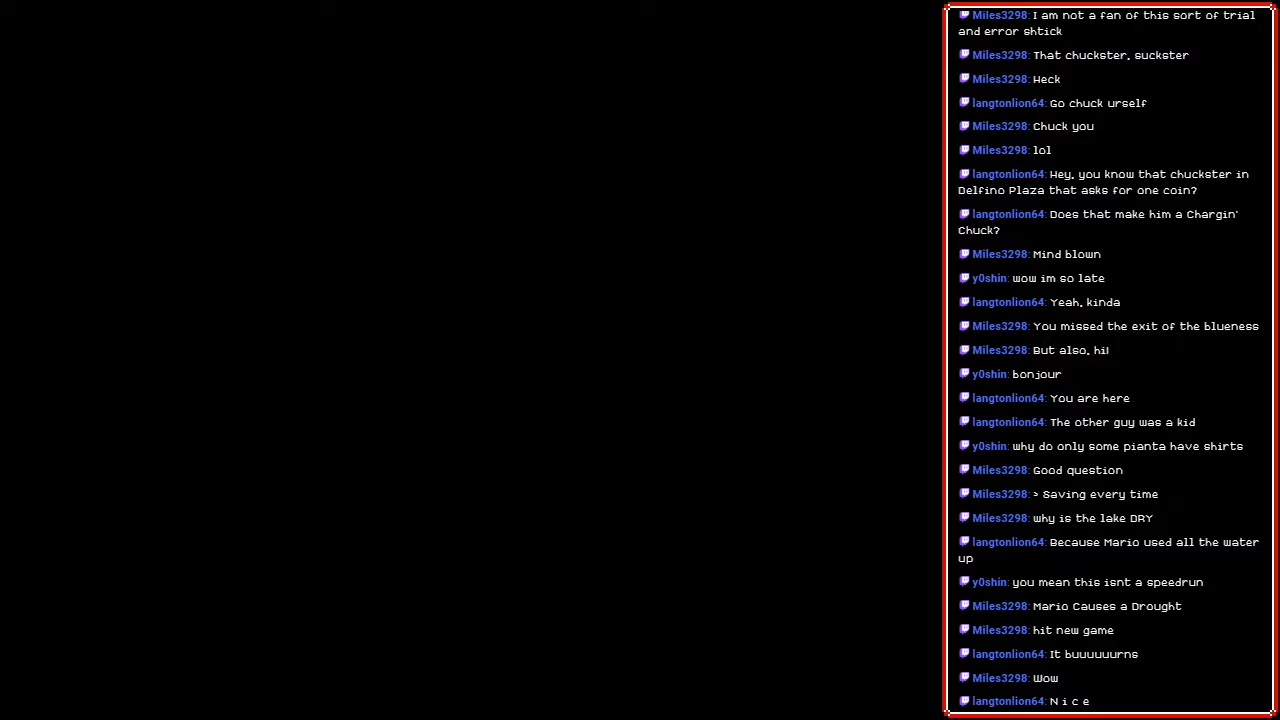 Miles3298: I am not a fan of this sort of trial
and error shtick
Miles3298: That chuckster, suckster
Miles3298: Heck
langtonlion64: Go chuck urself
Miles3298: Chuck you
Miles3298: lol
langtonlion64: Hey, you know that chuckster in
Delfino Plaza that asks for one coin?
langtonlion64: Does that make him a Chargin'
Chuck?
Miles3298: Mind blown
y0shin: wow im so late
langtonlion64: Yeah, kinda
Miles3298: You missed the exit of the blueness
Miles3298: But also, hi!
y0shin: bonjour
langtonlion64: You are here
langtonlion64: The other guy was a kid
y0shin: why do only some pianta have shirts
Miles3298: Good question
Miles3298: > Saving every time
Miles3298: why is the lake DRY
langtonlion64: Because Mario used all the water
up
y0shin: you mean this isnt a speedrun
Miles3298: Mario Causes a Drought
Miles3298: hit new game
langtonlion64: It buuuuuurns
Miles3298: Wow
langtonlion64: N i c e